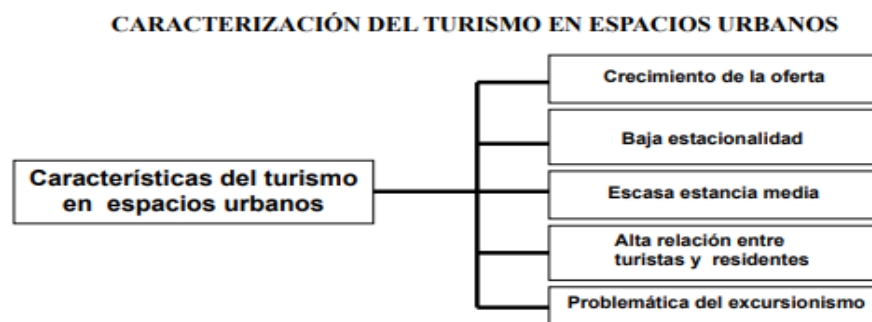 CARACTERIZACIÓN DEL TURISMO EN ESPACIOS URBANOS
Crecimiento de la oferta
Baja estacionalidad
Características del turismo
en espacios urbanos
Escasa estancia media
Alta relación entre
turistas y residentes
Problemática del excursionismo